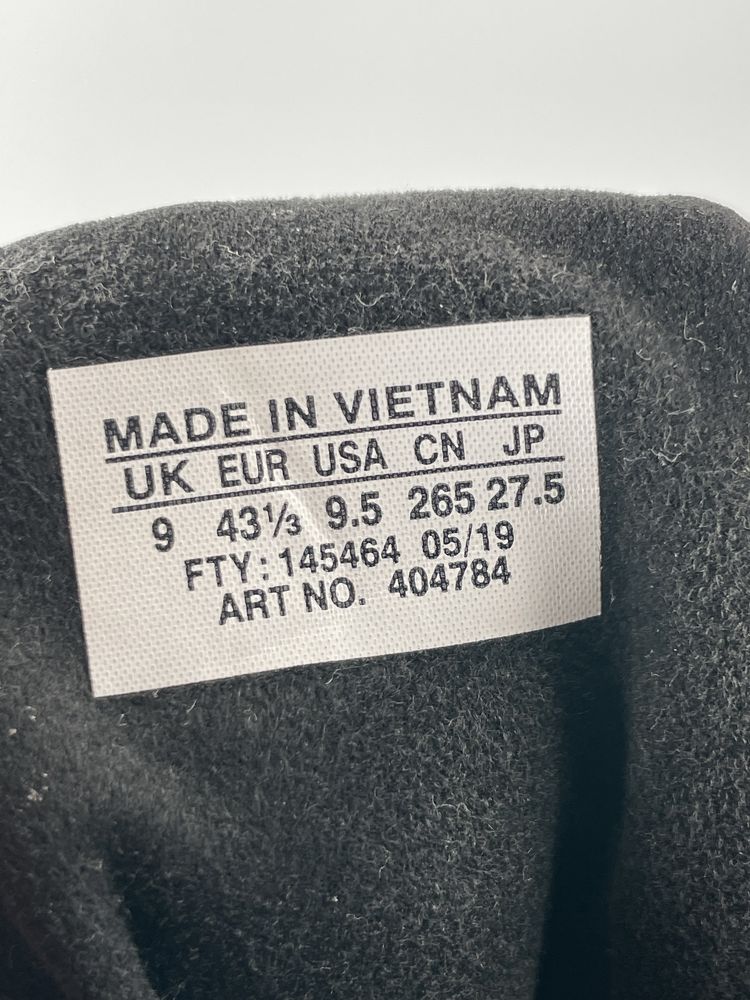 MADE IN VIETNAM
UK EUR USA CN JP
9 43⅓ 9.5 265 27.5
FTY: 145464 05/19
ART NO. 404784